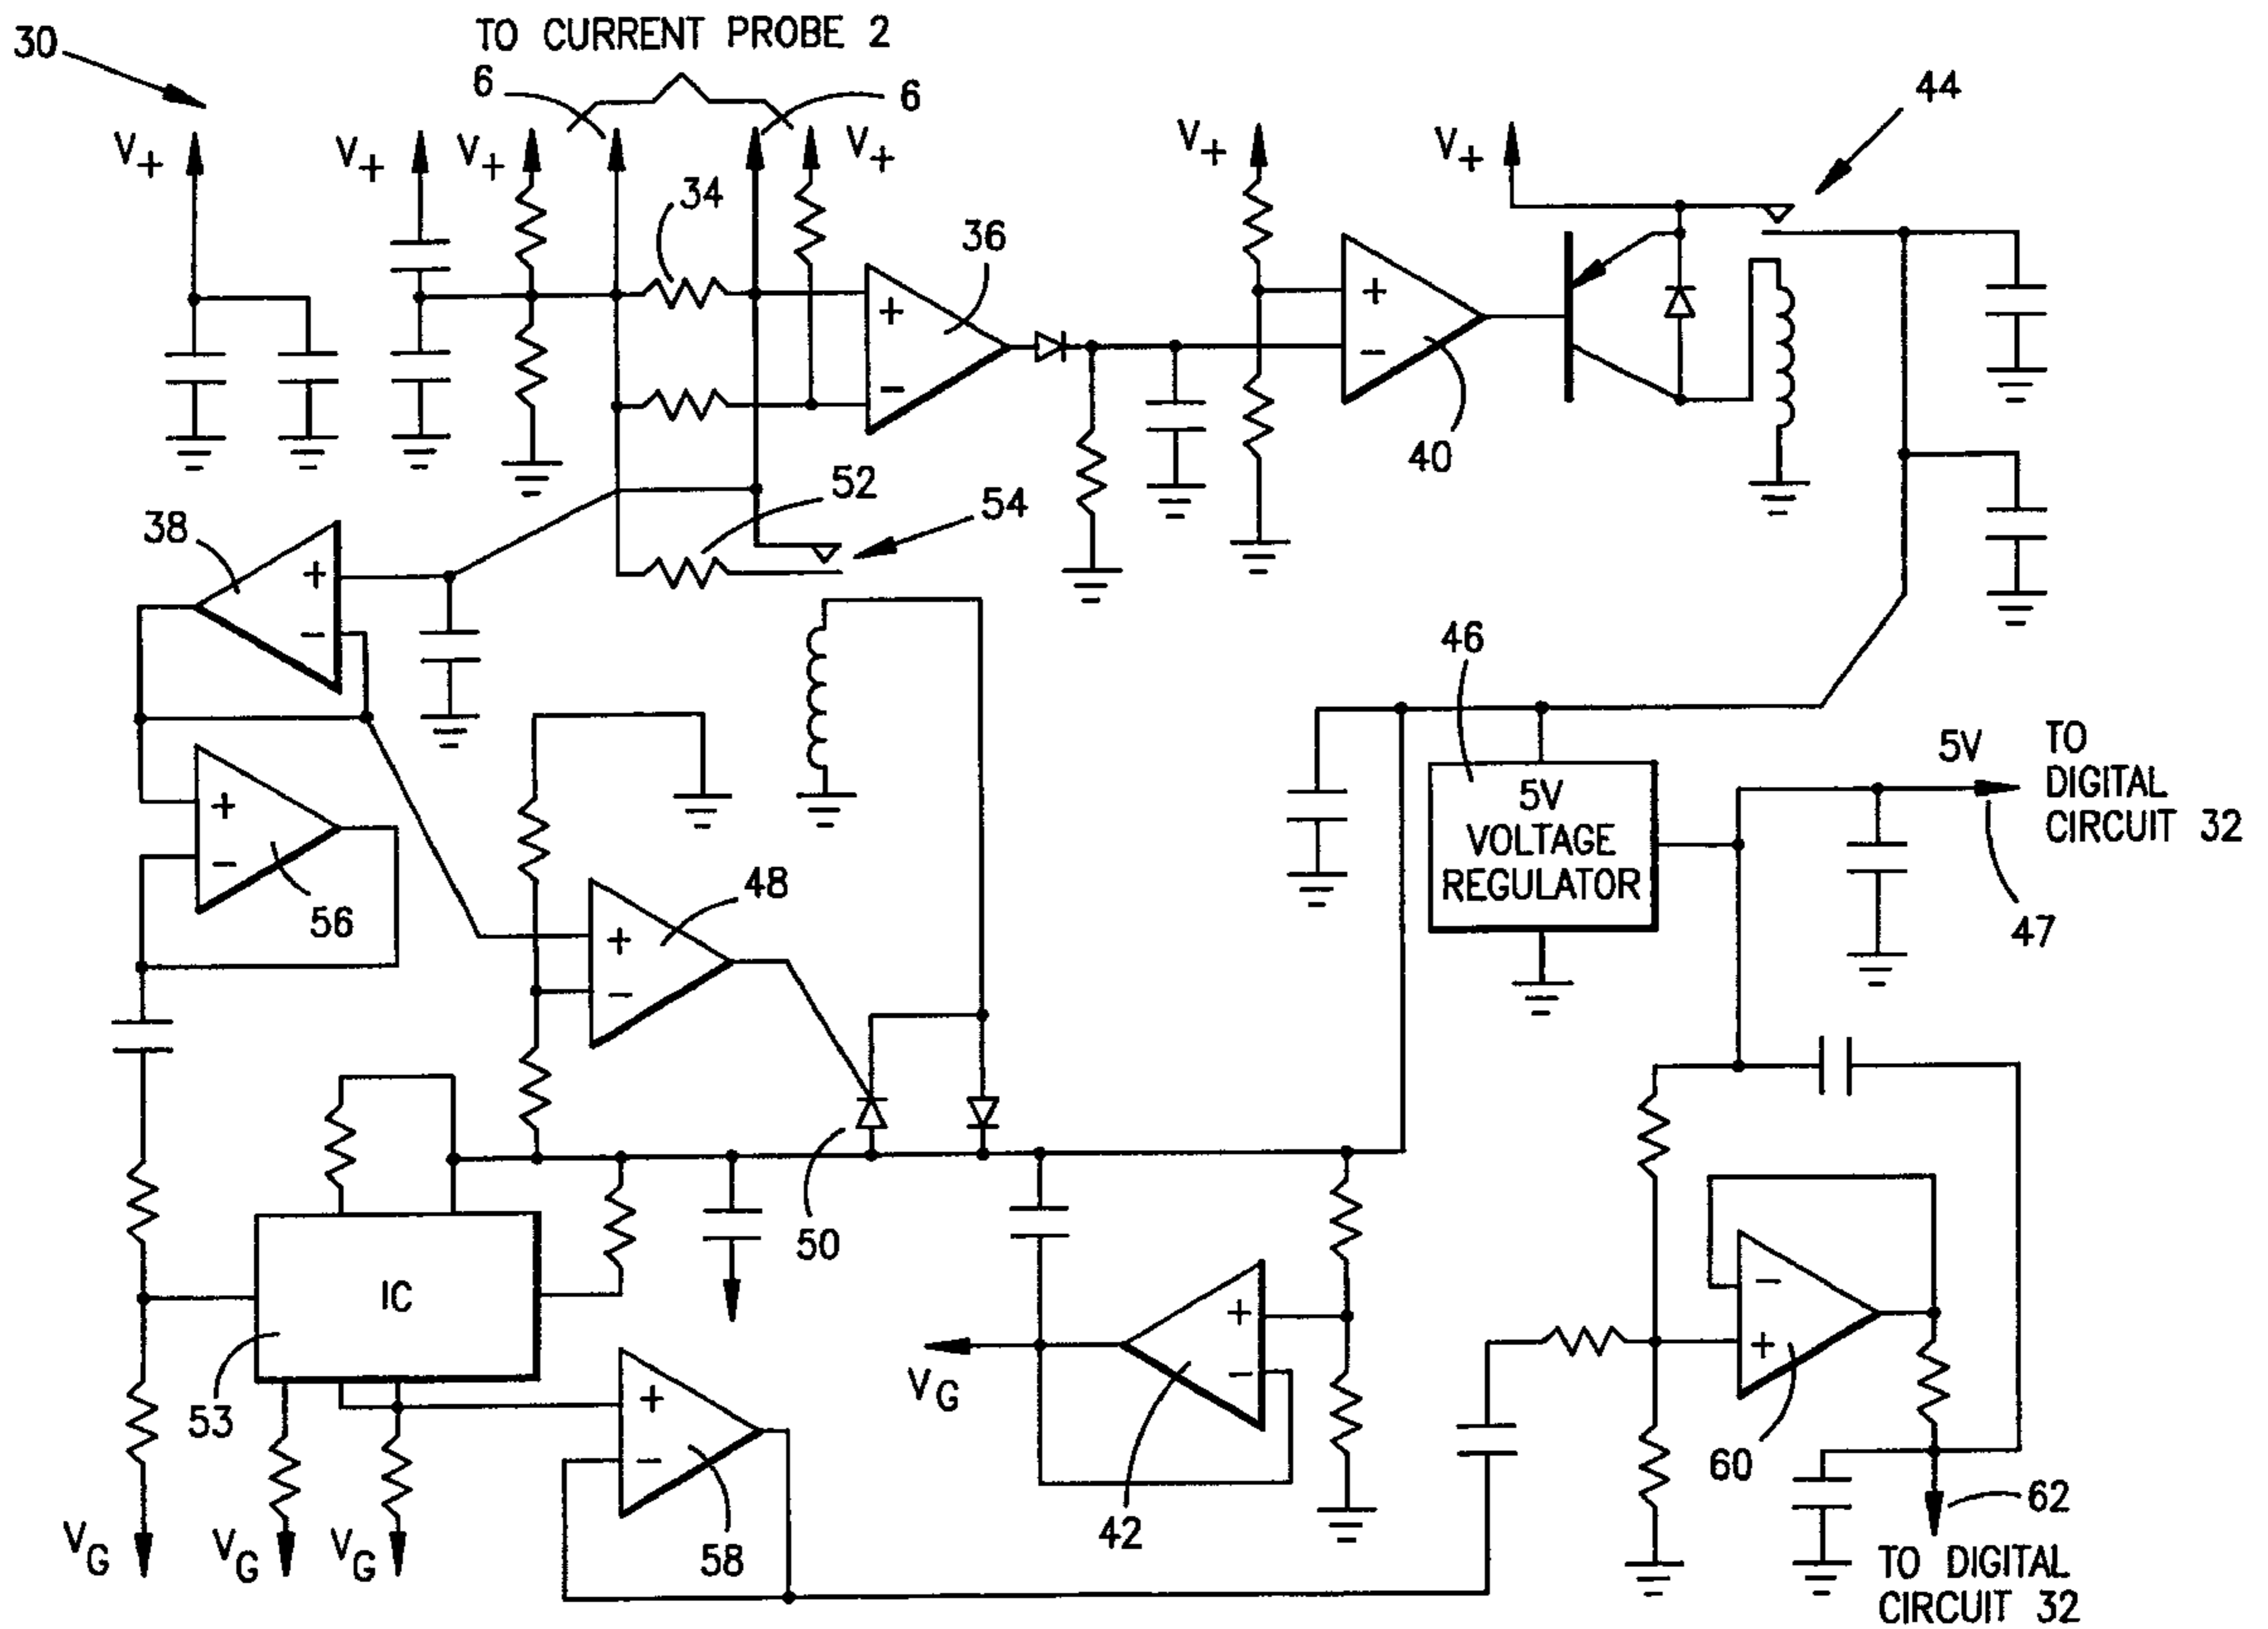 TO CURRENT PROBE 2
30
6
6
44
V+
V+
V+
V+
V+
V+
34
36
+
-
+
-
40
52
54
38
+
-
46
5V
VOLTAGE
REGULATOR
5V
TO
DIGITAL
CIRCUIT 32
47
+
-
56
48
+
-
50
IC
53
VG
+
-
42
-
+
60
62
+
-
58
VG
VG
VG
TO DIGITAL
CIRCUIT 32